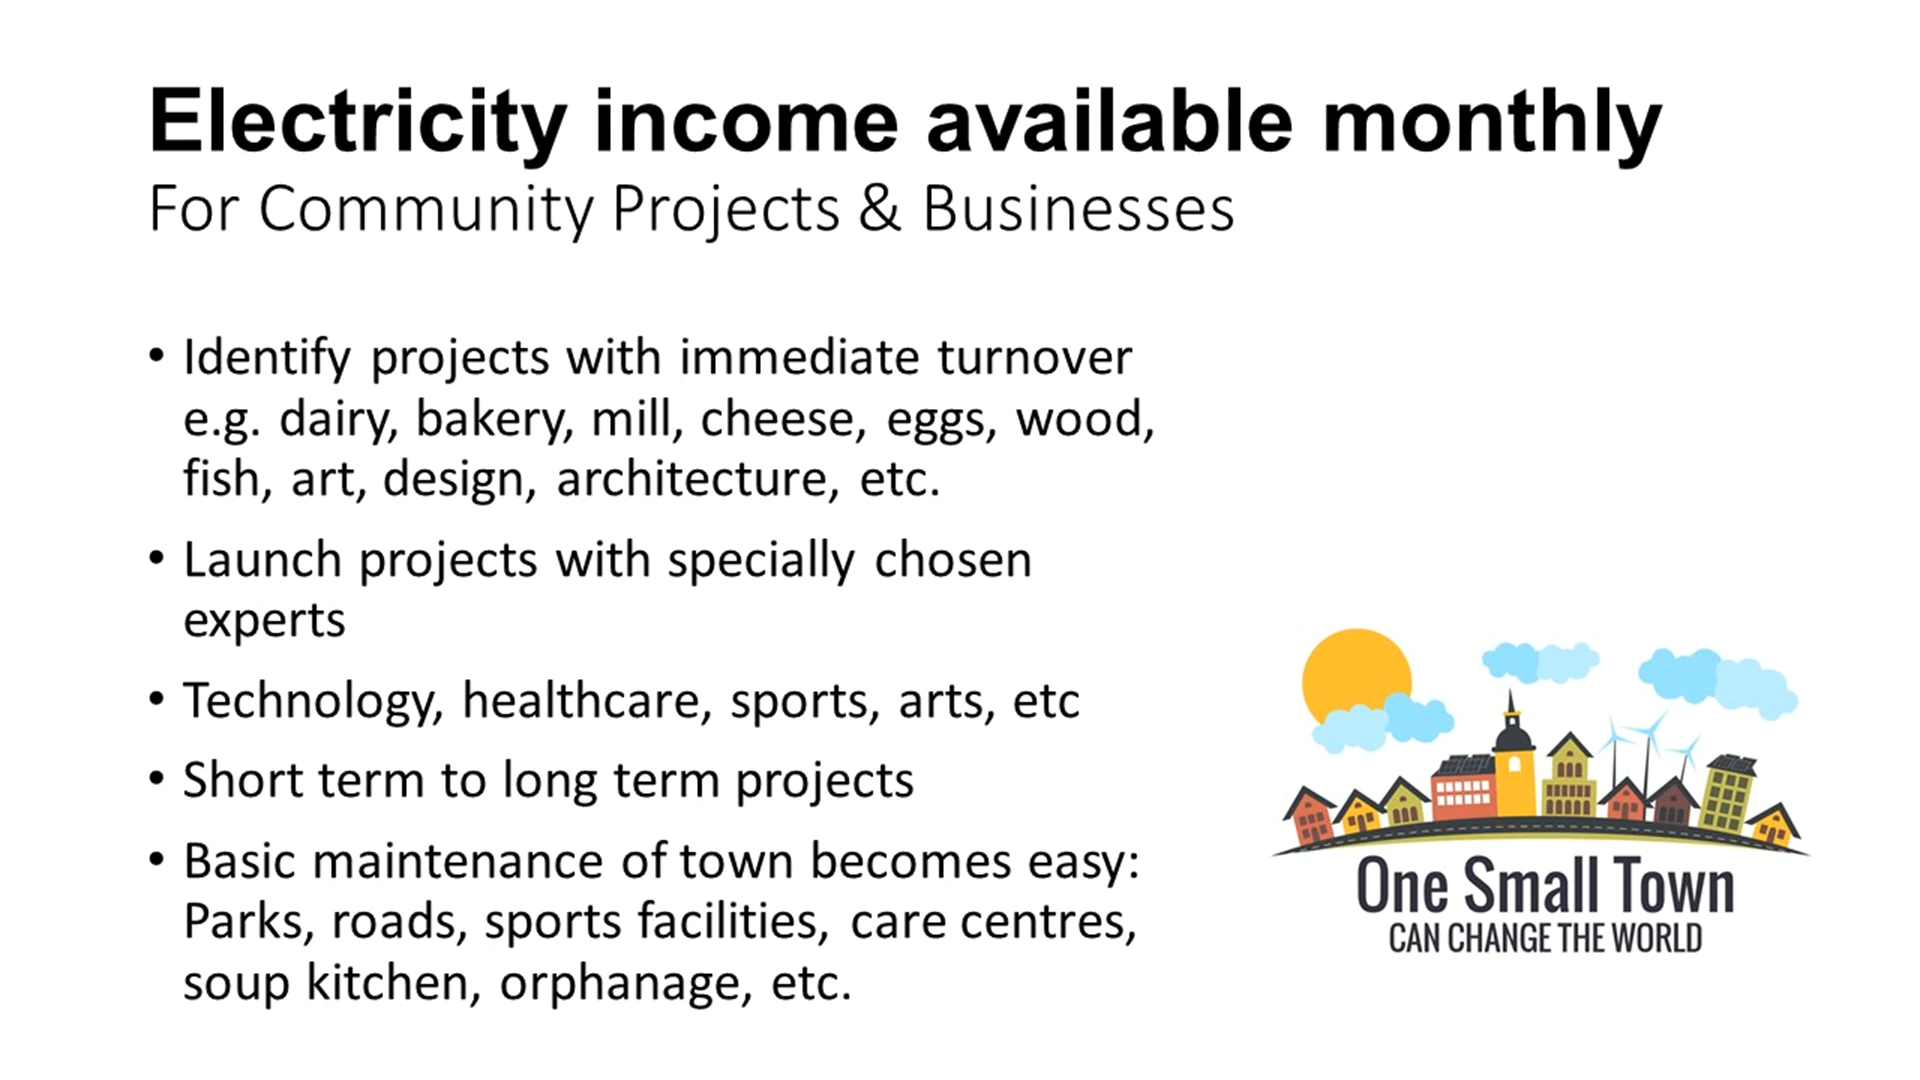 Electricity income available monthly
For Community Projects & Businesses
• Identify projects with immediate turnover
e.g. dairy, bakery, mill, cheese, eggs, wood,
fish, art, design, architecture, etc.
• Launch projects with specially chosen
experts
• Technology, healthcare, sports, arts, etc
• Short term to long term projects
• Basic maintenance of town becomes easy:
Parks, roads, sports facilities, care centres,
soup kitchen, orphanage, etc.
One Small Town
CAN CHANGE THE WORLD